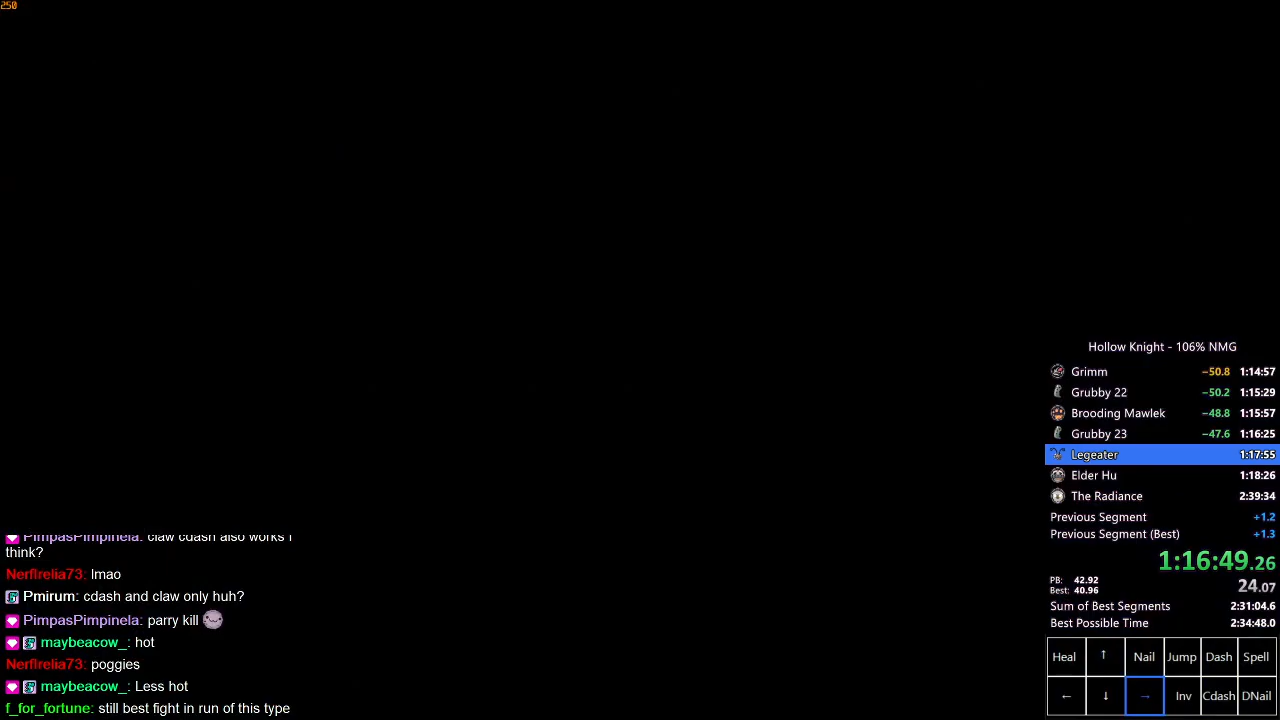 250
Hollow Knight - 106% NMG
Grimm -50.8 1:14:57
Grubby 22 -50.2 1:15:29
Brooding Mawlek -48.8 1:15:57
Grubby 23 -47.6 1:16:25
Legeater 1:17:55
Elder Hu 1:18:26
The Radiance 2:39:34
Previous Segment +1.2
Previous Segment (Best) +1.3
1:16:49.26
PB: 42.92
Best: 40.96
24.07
Sum of Best Segments 2:31:04.6
Best Possible Time 2:34:48.0
Heal ↑ Nail Jump Dash Spell
← ↓ → Inv Cdash DNail
PimpasPimpinela: claw cdash also works i
think?
Nerflrelia73: lmao
Pmirum: cdash and claw only huh?
PimpasPimpinela: parry kill
maybeacow_: hot
Nerflrelia73: poggies
maybeacow_: Less hot
f_for_fortune: still best fight in run of this type